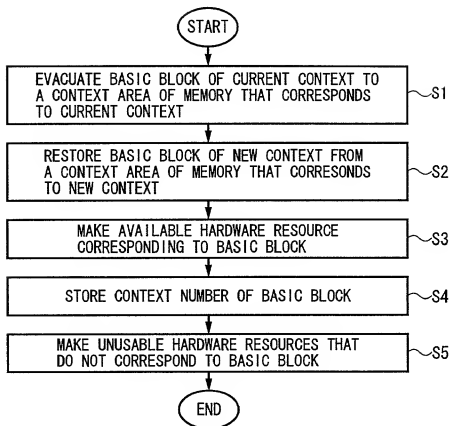 START
EVACUATE BASIC BLOCK OF CURRENT CONTEXT TO
A CONTEXT AREA OF MEMORY THAT CORRESPONDS
TO CURRENT CONTEXT
S1
RESTORE BASIC BLOCK OF NEW CONTEXT FROM
A CONTEXT AREA OF MEMORY THAT CORRESONDS
TO NEW CONTEXT
S2
MAKE AVAILABLE HARDWARE RESOURCE
CORRESPONDING TO BASIC BLOCK
S3
STORE CONTEXT NUMBER OF BASIC BLOCK
S4
MAKE UNUSABLE HARDWARE RESOURCES THAT
DO NOT CORRESPOND TO BASIC BLOCK
S5
END